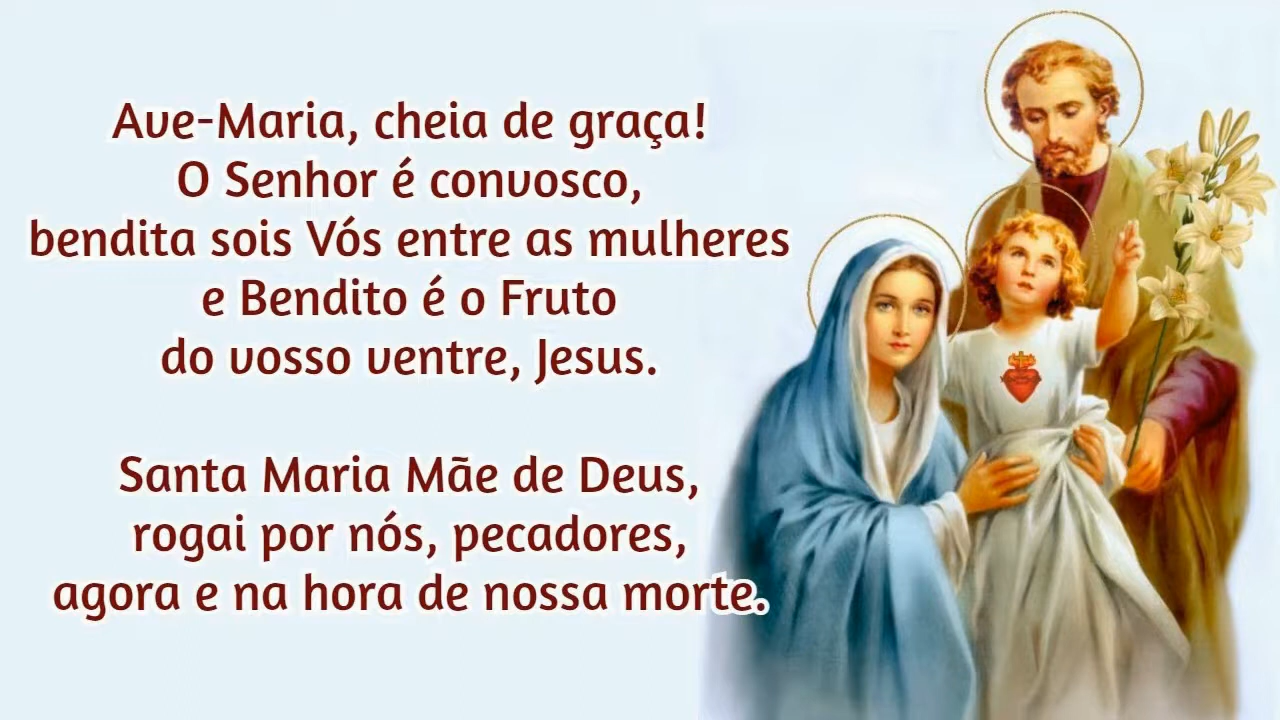 Ave-Maria, cheia de graça!
O Senhor é convosco,
bendita sois Vós entre as mulheres
e Bendito é o Fruto
do vosso ventre, Jesus.
Santa Maria Mãe de Deus,
rogai por nós, pecadores,
agora e na hora de nossa morte.